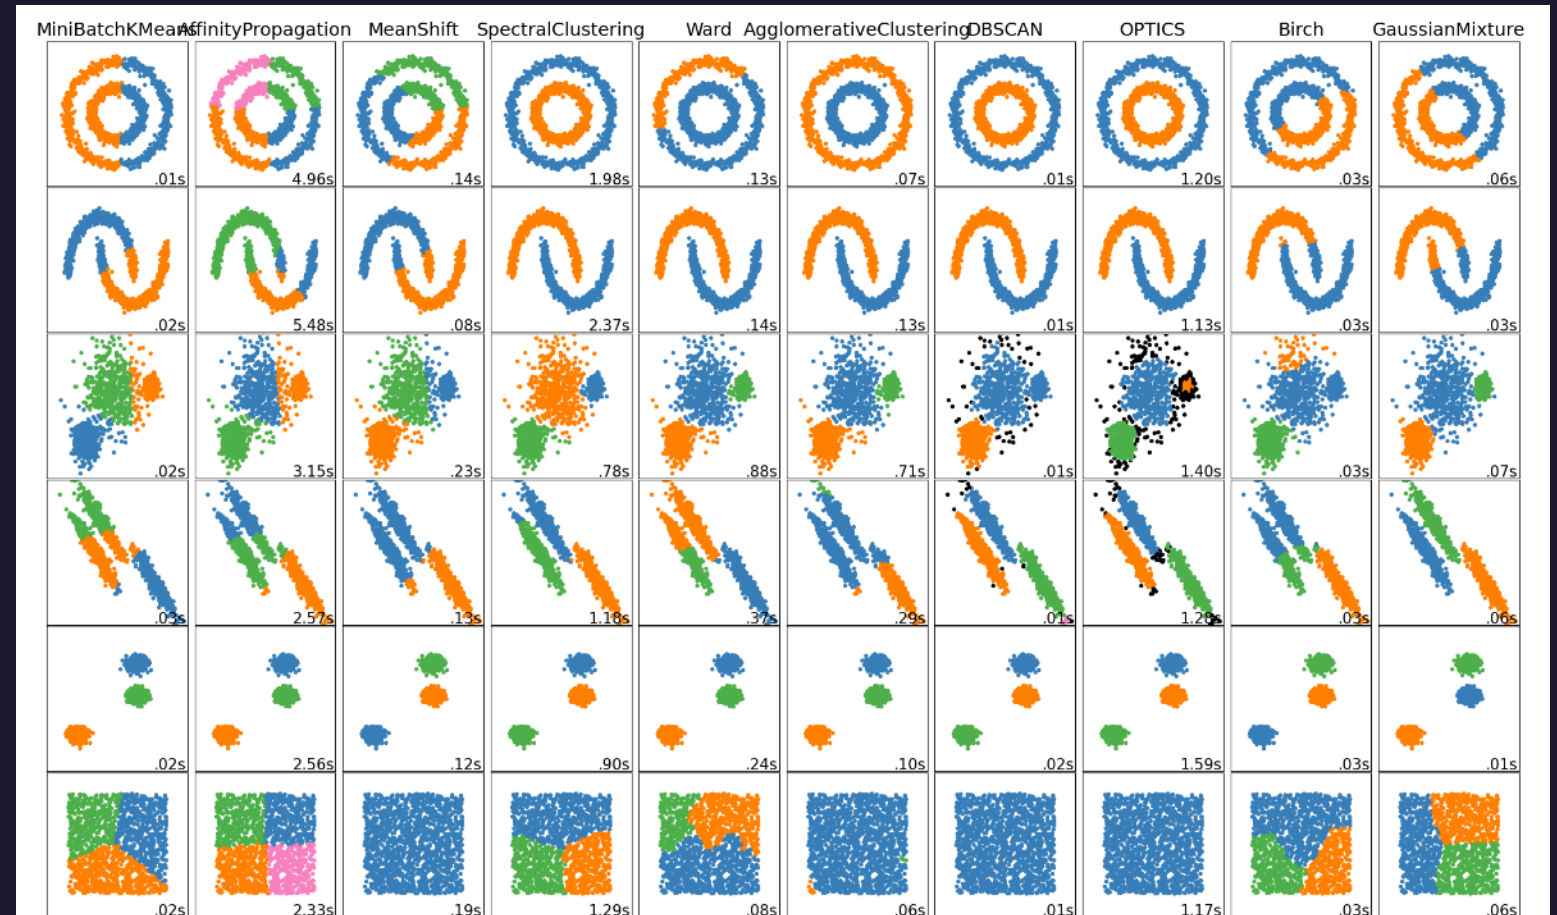 MiniBatchKMeans AffinityPropagation MeanShift SpectralClustering Ward AgglomerativeClustering DBSCAN OPTICS Birch GaussianMixture
.01s 4.96s .14s 1.98s .13s .07s .01s 1.20s .03s .06s
.02s 5.48s .08s 2.37s .14s .13s .01s 1.13s .03s .03s
.02s 3.15s .23s .78s .88s .71s .01s 1.40s .03s .07s
.03s 2.57s .13s 1.18s .37s .29s .01s 1.28s .03s .06s
.02s 2.56s .12s .90s .24s .10s .02s 1.59s .03s .01s
.02s 2.33s .19s 1.29s .08s .06s .01s 1.17s .03s .06s